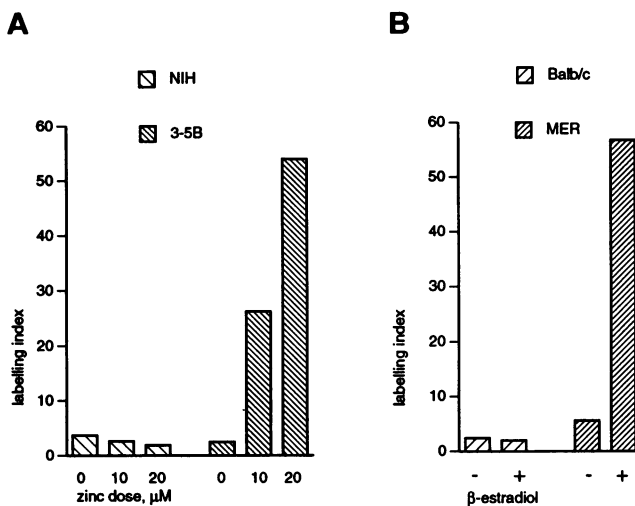 A
NIH
3-5B
60
50
40
30
20
10
0
labelling index
0 10 20 0 10 20
zinc dose, μM
B
Balb/c
MER
60
50
40
30
20
10
0
labelling index
- + - +
β-estradiol